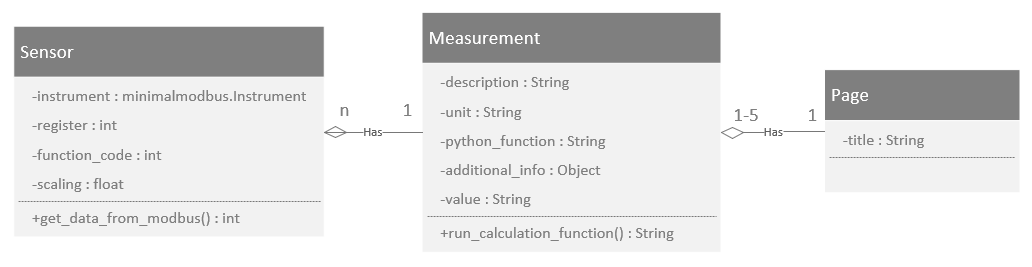 Sensor
-instrument : minimalmodbus.Instrument
-register : int
-function_code : int
-scaling : float
+get_data_from_modbus() : int
n
1
Has
Measurement
-description : String
-unit : String
-python_function : String
-additional_info : Object
-value : String
+run_calculation_function() : String
1-5
1
Has
Page
-title : String